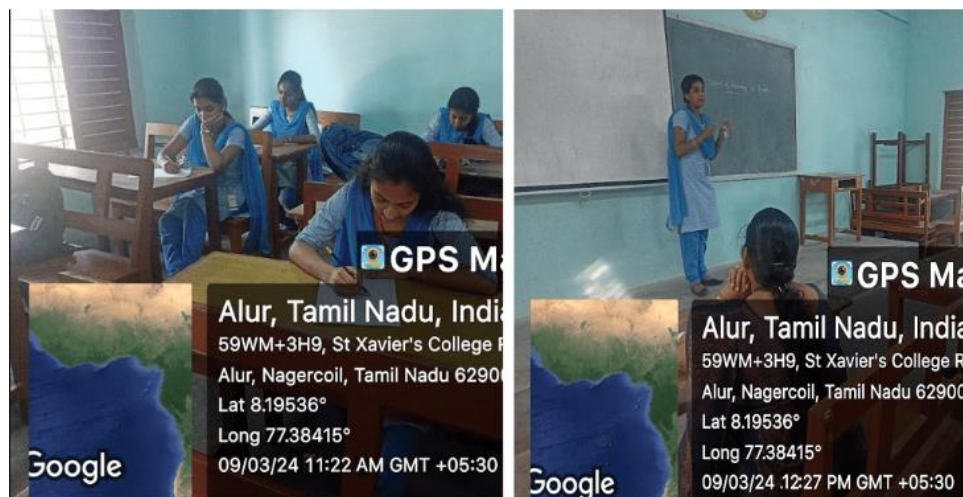 GPS Ma
Alur, Tamil Nadu, India
59WM+3H9, St Xavier's College R
Alur, Nagercoil, Tamil Nadu 62900
Lat 8.19536°
Long 77.38415°
09/03/24 11:22 AM GMT +05:30
Google
GPS Ma
Alur, Tamil Nadu, India
59WM+3H9, St Xavier's College R
Alur, Nagercoil, Tamil Nadu 62900
Lat 8.19536°
Long 77.38415°
09/03/24 .12:27 PM GMT +05:30
Google